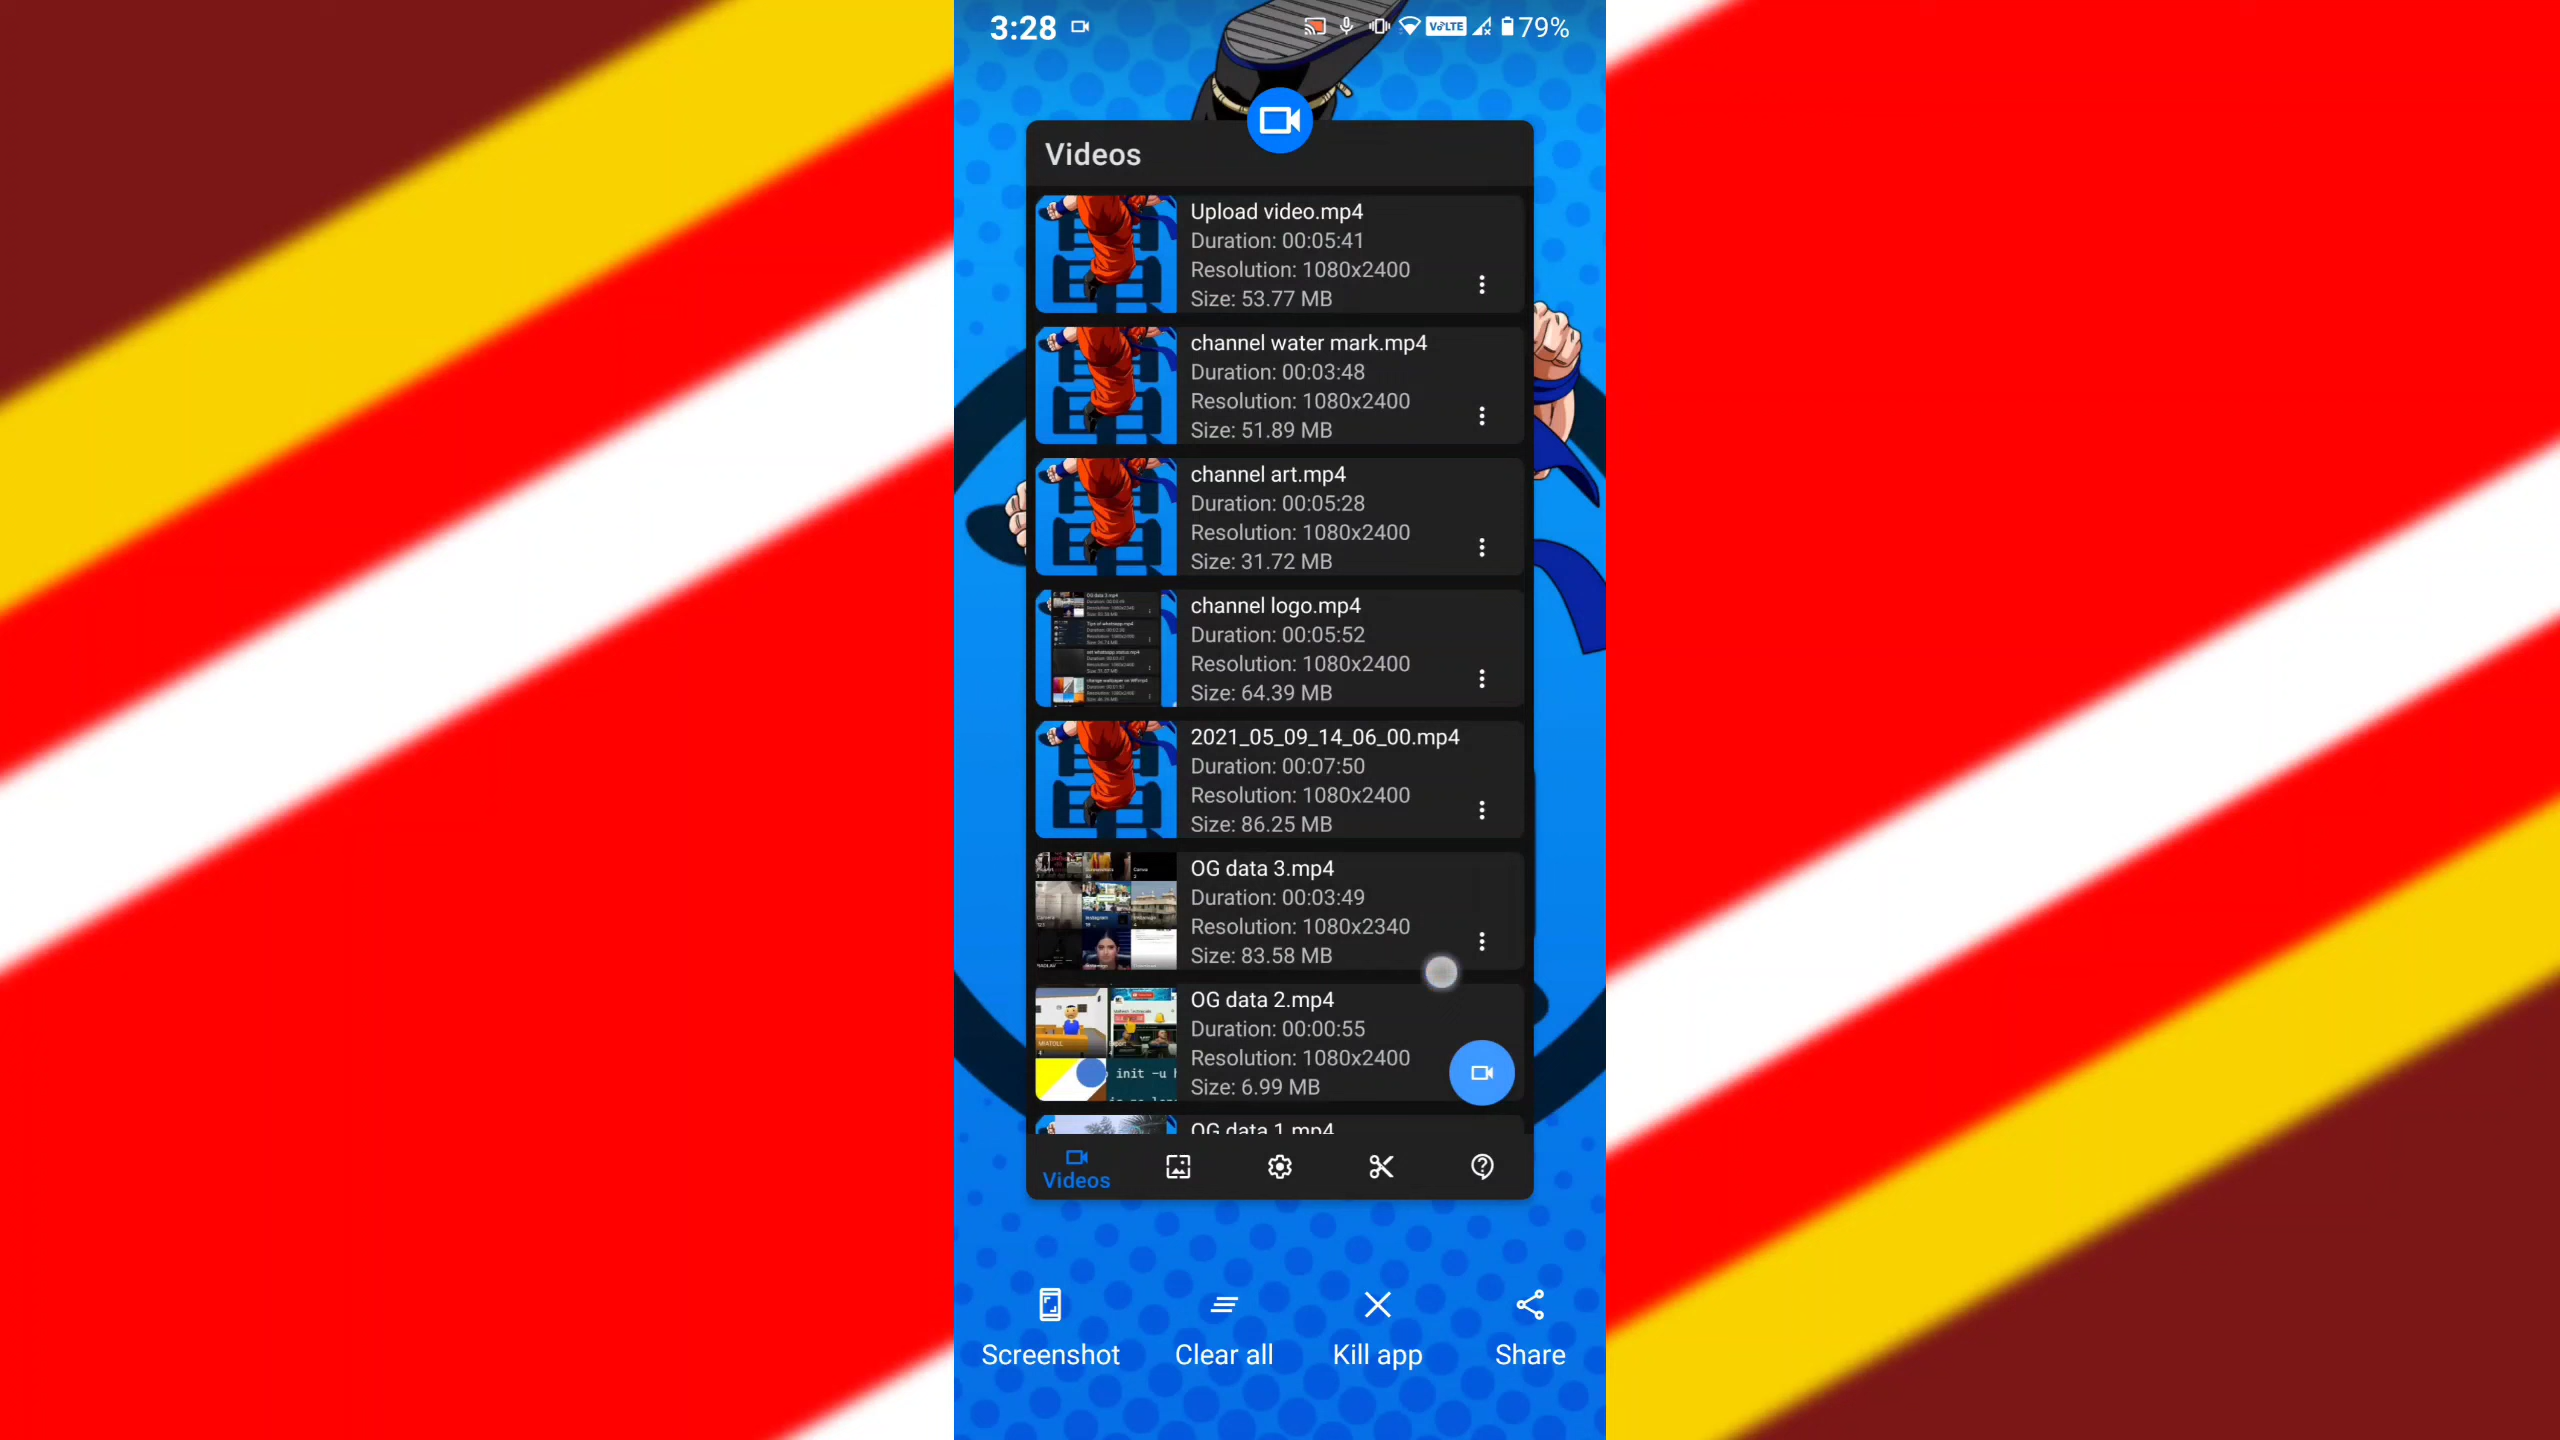 3:28 VoLTE 79%
Videos
Upload video.mp4
Duration: 00:05:41
Resolution: 1080x2400
Size: 53.77 MB
channel water mark.mp4
Duration: 00:03:48
Resolution: 1080x2400
Size: 51.89 MB
channel art.mp4
Duration: 00:05:28
Resolution: 1080x2400
Size: 31.72 MB
channel logo.mp4
Duration: 00:05:52
Resolution: 1080x2400
Size: 64.39 MB
2021_05_09_14_06_00.mp4
Duration: 00:07:50
Resolution: 1080x2400
Size: 86.25 MB
OG data 3.mp4
Duration: 00:03:49
Resolution: 1080x2340
Size: 83.58 MB
OG data 2.mp4
Duration: 00:00:55
Resolution: 1080x2400
Size: 6.99 MB
init -u
OG data 1.mp4
Videos
Screenshot
Clear all
Kill app
Share